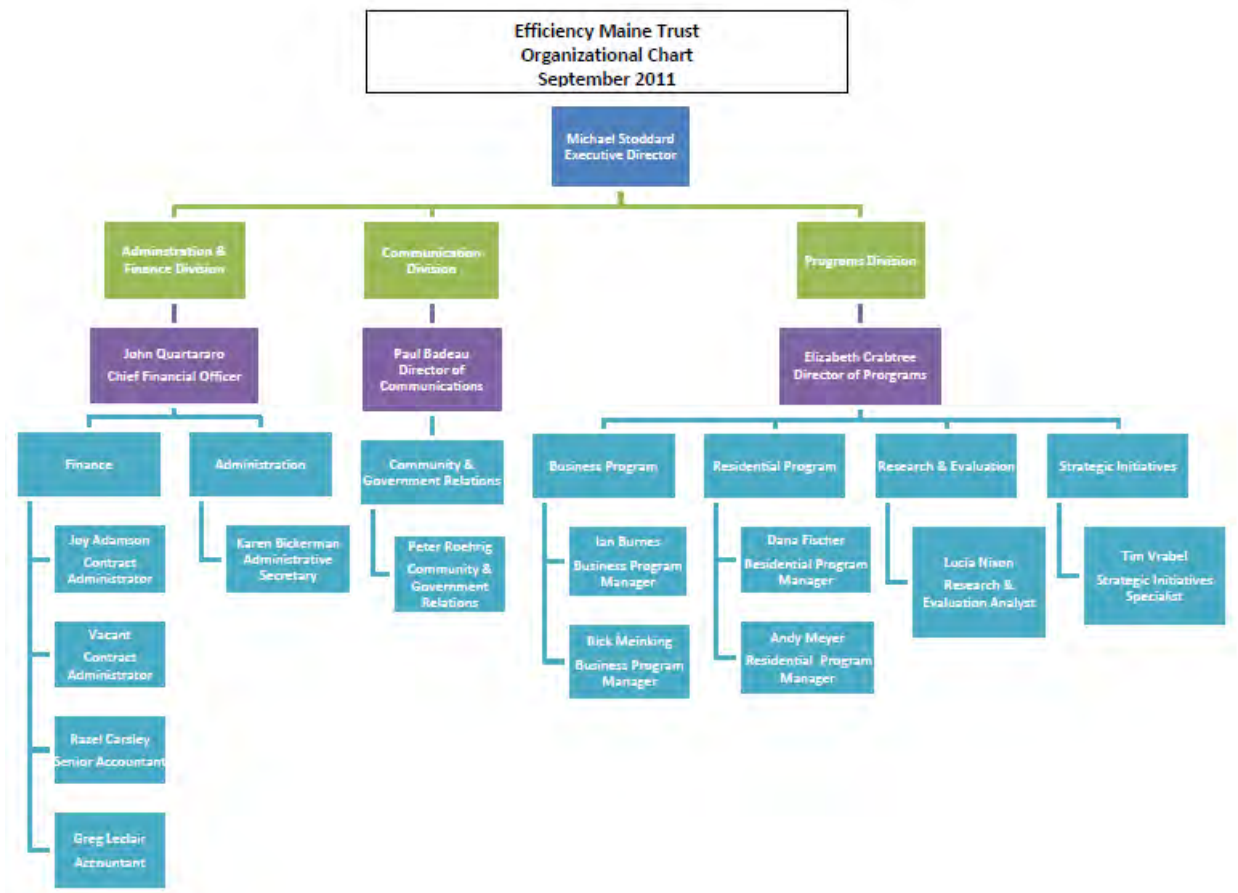 Efficiency Maine Trust
Organizational Chart
September 2011
Michael Stoddard
Executive Director
Adminstration &
Finance Division
Communication
Division
Programs Division
John Quartararo
Chief Financial Officer
Paul Badeau
Director of
Communications
Elizabeth Crabtree
Director of Prorgrams
Finance
Administration
Community &
Government Relations
Business Program
Residential Program
Research & Evaluation
Strategic Initiatives
Joy Adamson
Contract
Administrator
Vacant
Contract
Administrator
Razel Carsley
Senior Accountant
Greg Leclair
Accountant
Karen Bickerman
Administrative
Secretary
Peter Roehrig
Community &
Government
Relations
Ian Burnes
Business Program
Manager
Rick Meinking
Business Program
Manager
Dana Fischer
Residential Program
Manager
Andy Meyer
Residential Program
Manager
Lucia Nixon
Research &
Evaluation Analyst
Tim Vrabel
Strategic Initiatives
Specialist